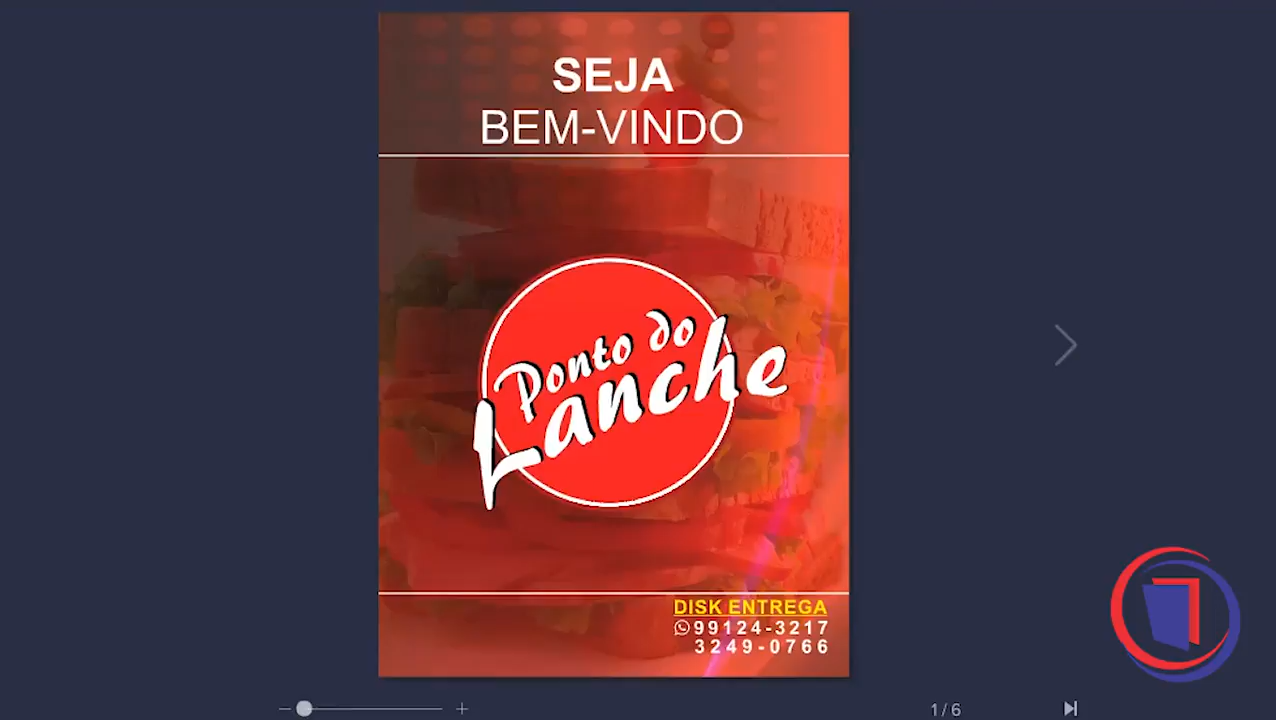 SEJA
BEM-VINDO
Ponto do
Lanche
DISK ENTREGA
99124-3217
3249-0766
1/6